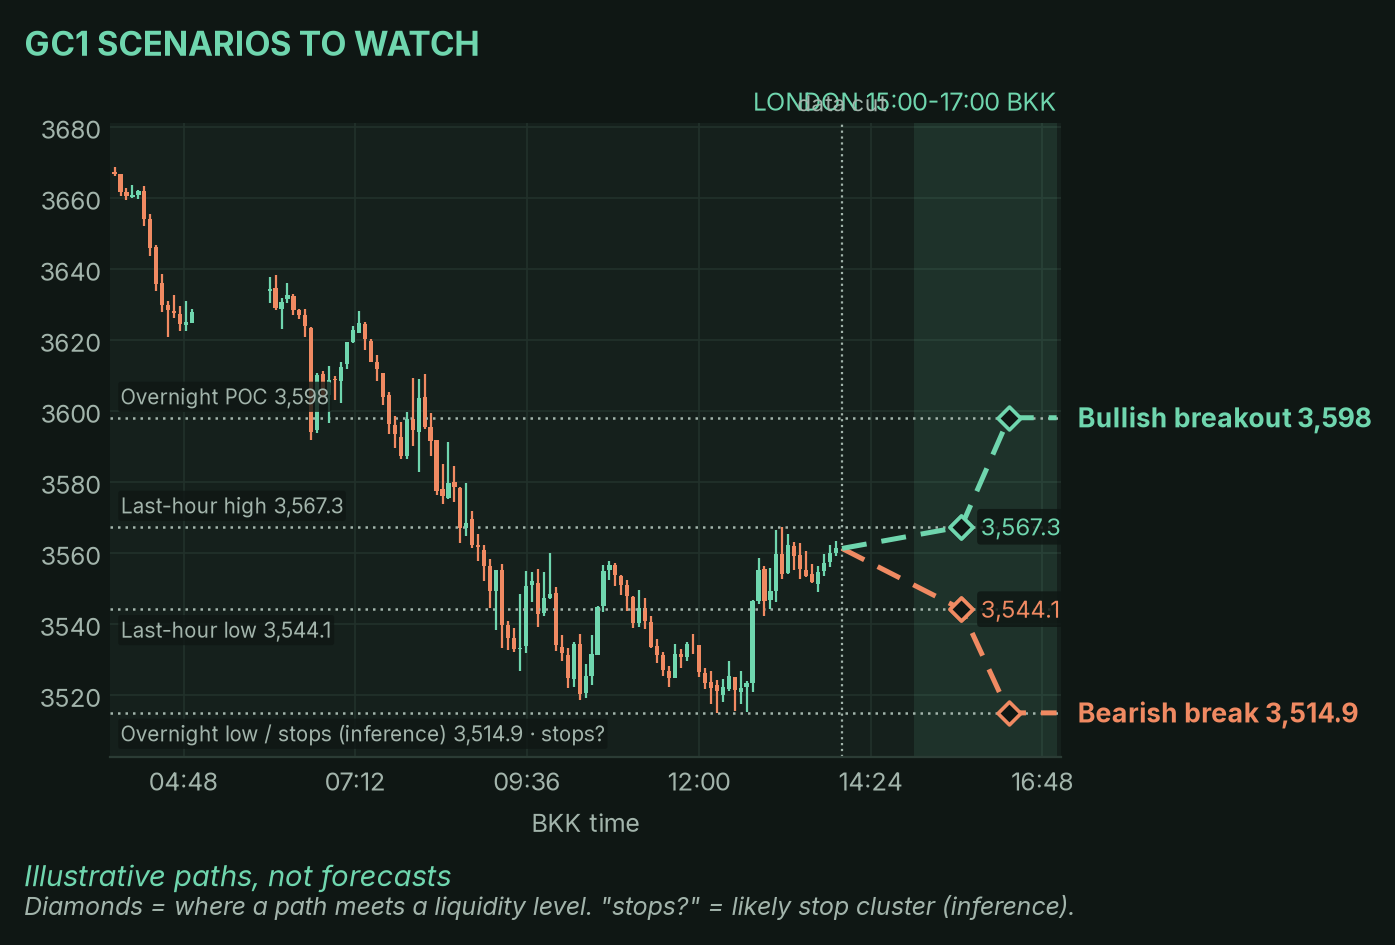 GC1 SCENARIOS TO WATCH
data cut
LONDON 15:00-17:00 BKK
3680
3660
3640
3620
Overnight POC 3,598
3600
Bullish breakout 3,598
3580
Last-hour high 3,567.3
3,567.3
3560
3,544.1
3540
Last-hour low 3,544.1
3520
Bearish break 3,514.9
Overnight low / stops (inference) 3,514.9 · stops?
04:48 07:12 09:36 12:00 14:24 16:48
BKK time
Illustrative paths, not forecasts
Diamonds = where a path meets a liquidity level. "stops?" = likely stop cluster (inference).